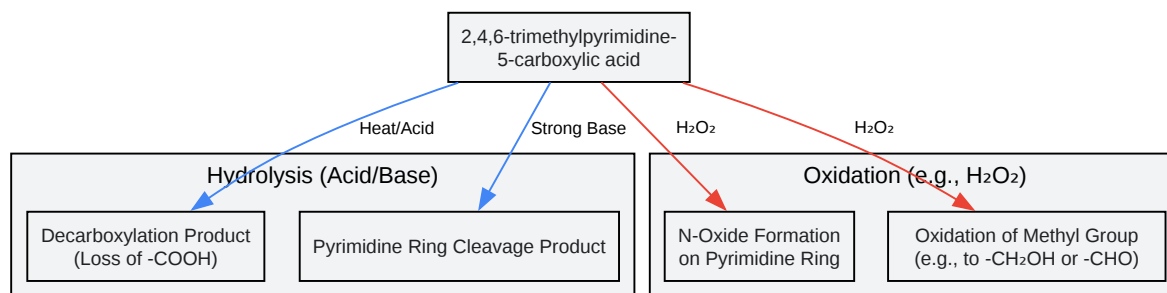 2,4,6-trimethylpyrimidine-
5-carboxylic acid
Heat/Acid
Strong Base
H₂O₂
H₂O₂
Hydrolysis (Acid/Base)
Oxidation (e.g., H₂O₂)
Decarboxylation Product
(Loss of -COOH)
Pyrimidine Ring Cleavage Product
N-Oxide Formation
on Pyrimidine Ring
Oxidation of Methyl Group
(e.g., to -CH₂OH or -CHO)